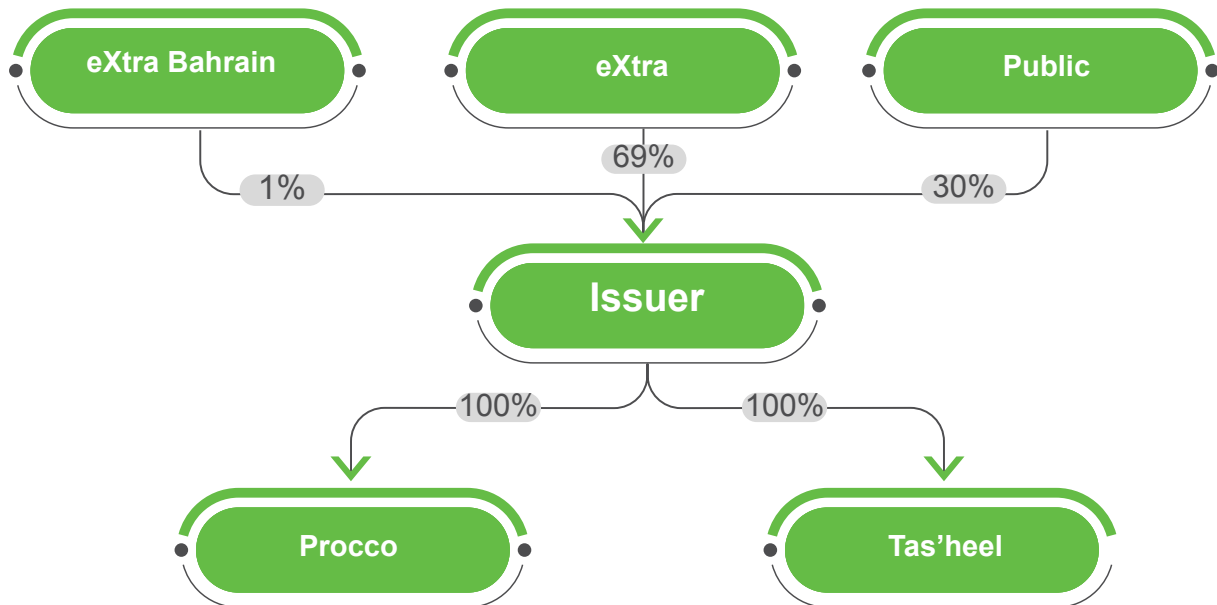 eXtra Bahrain
eXtra
Public
69%
1%
30%
Issuer
100%
100%
Procco
Tas’heel